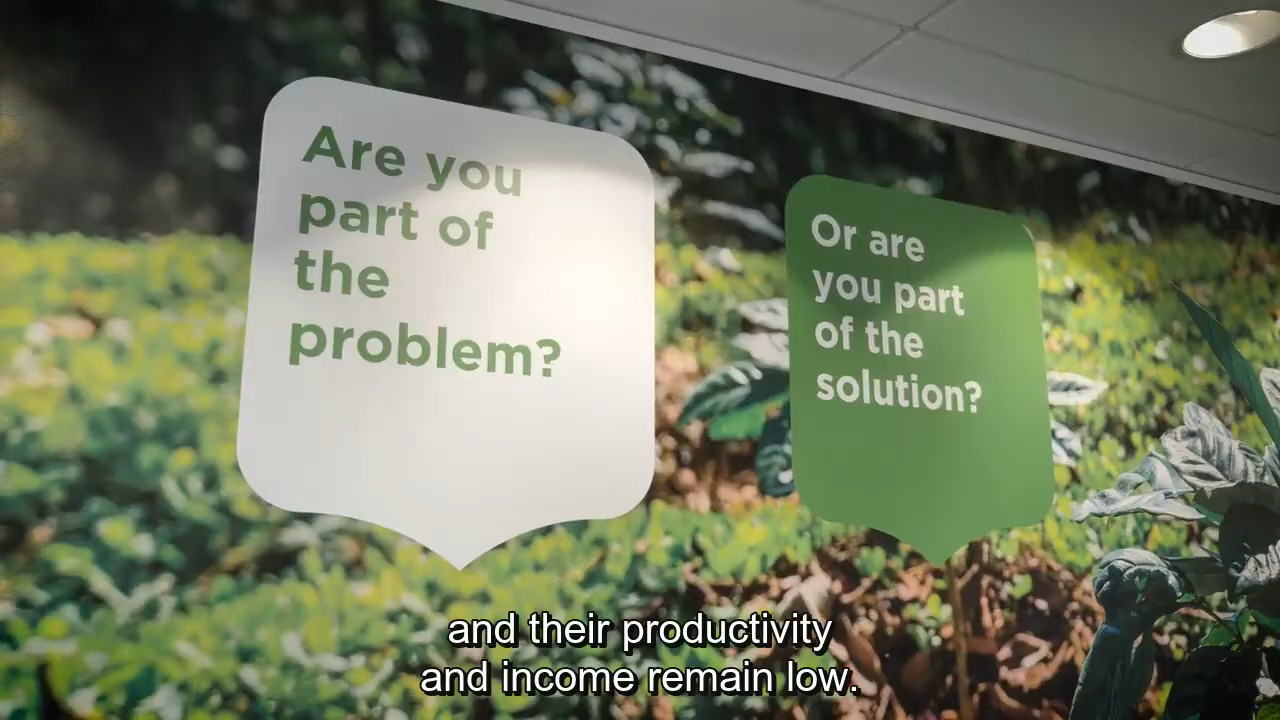 Are you
part of
the
problem?
Or are
you part
of the
solution?
and their productivity
and income remain low.